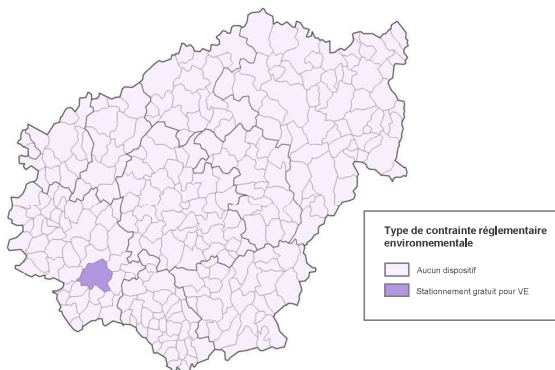 Type de contrainte réglementaire
environnementale
Aucun dispositif
Stationnement gratuit pour VE